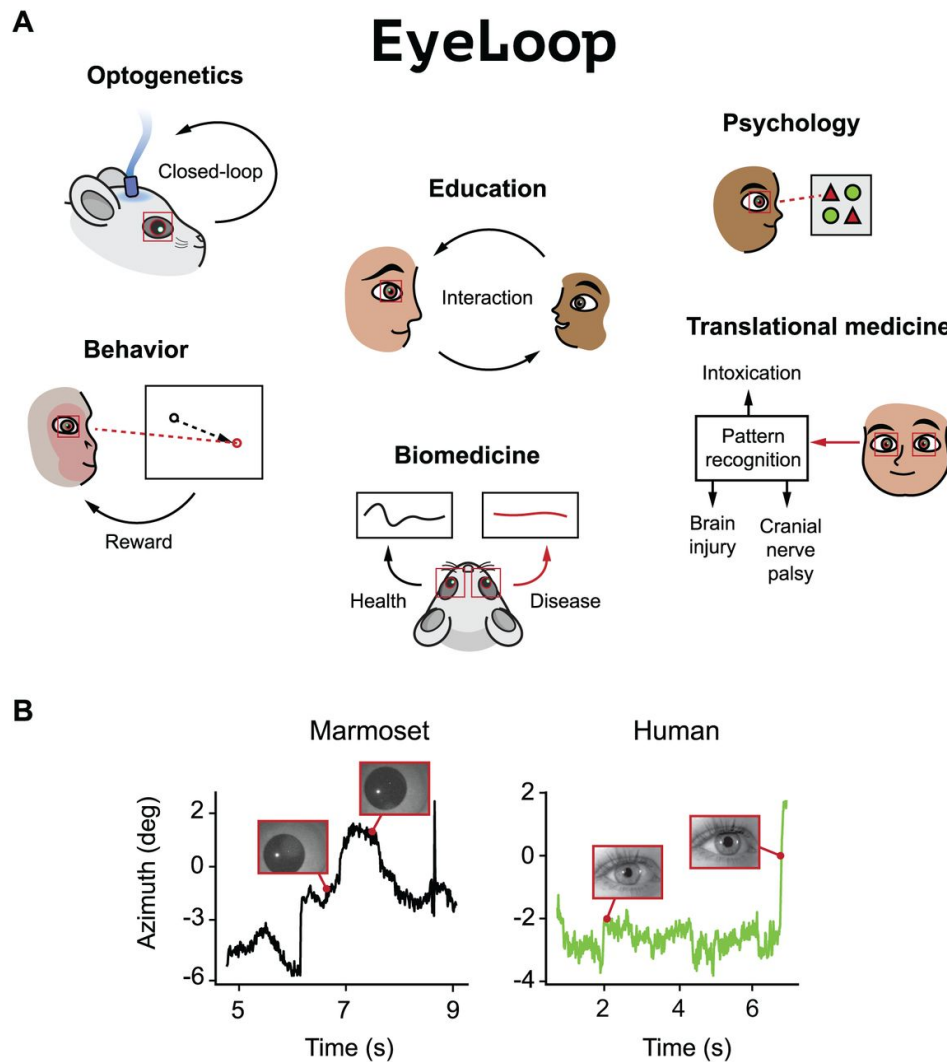 A
EyeLoop
Optogenetics
Closed-loop
Education
Interaction
Psychology
Behavior
Reward
Biomedicine
Health
Disease
Translational medicine
Intoxication
Pattern
recognition
Brain
injury
Cranial
nerve
palsy
B
Marmoset
Azimuth (deg)
2
0
-3
-6
5
7
9
Time (s)
Human
2
0
-2
-4
2
4
6
Time (s)